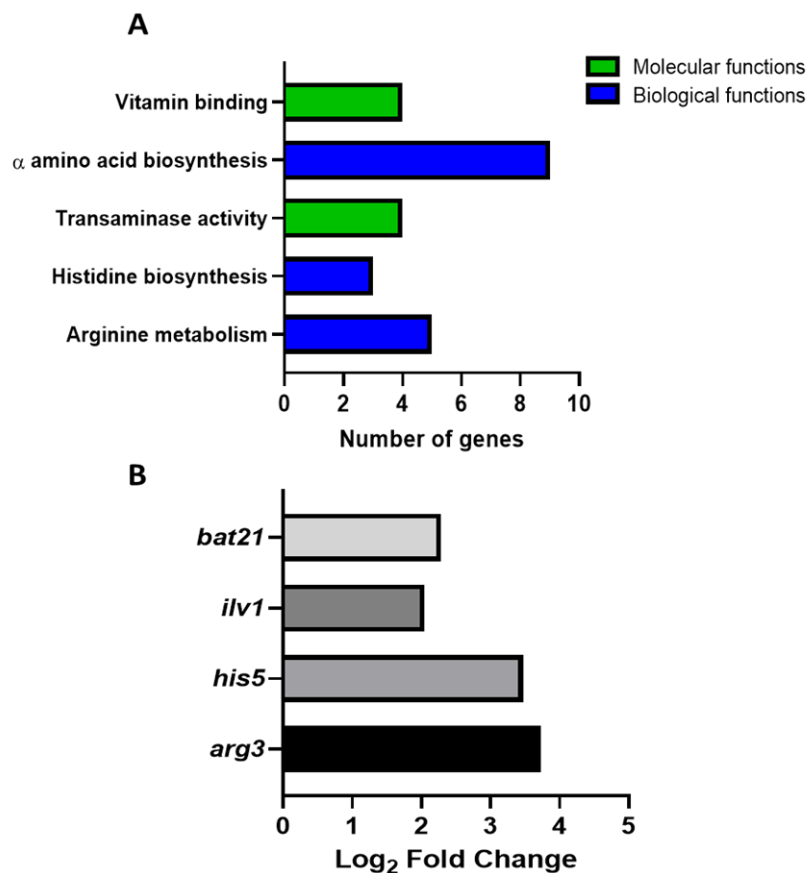 A
Molecular functions
Biological functions
Vitamin binding
α amino acid biosynthesis
Transaminase activity
Histidine biosynthesis
Arginine metabolism
0 2 4 6 8 10
Number of genes
B
bat21
ilv1
his5
arg3
0 1 2 3 4 5
Log₂ Fold Change